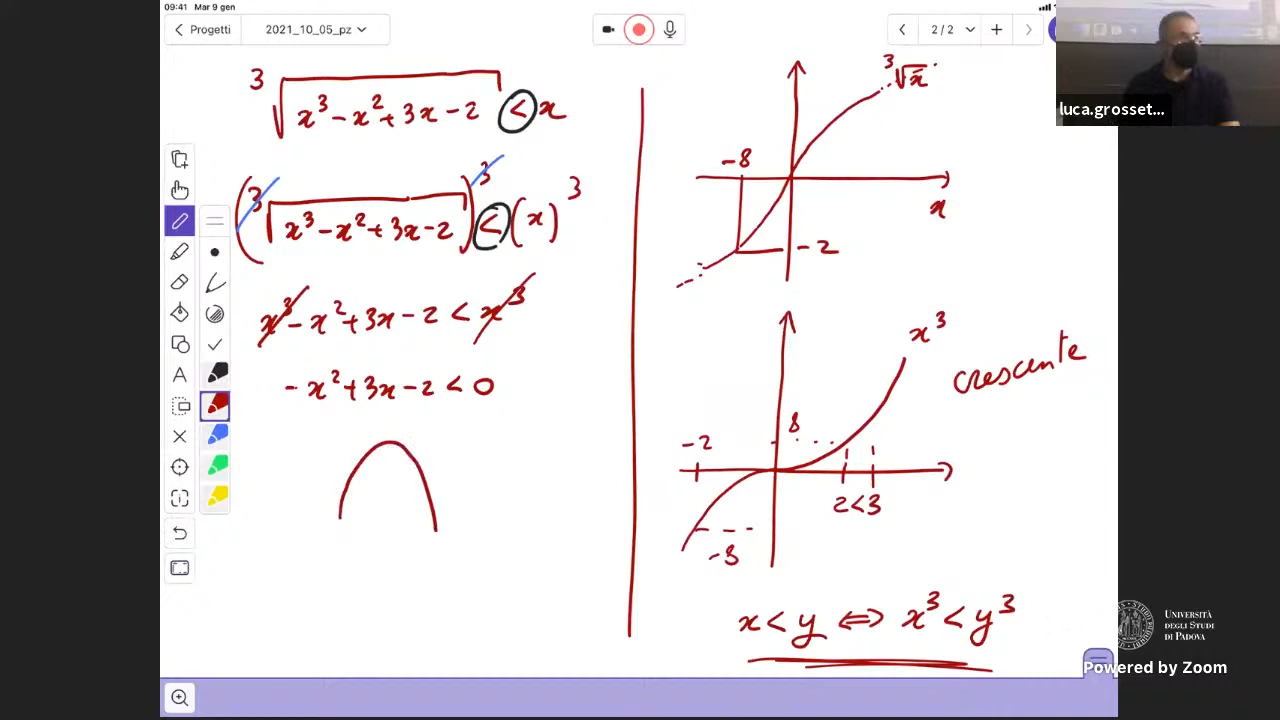 09:41 Mar 9 gen
Progetti
2021_10_05_pz
2 / 2
luca.grosset...
∛(x³ - x² + 3x - 2) < x
(∛(x³ - x² + 3x - 2))³ < (x)³
x³ - x² + 3x - 2 < x³
- x² + 3x - 2 < 0
∛x
-8
x
-2
x³
crescente
8
-2
2<3
-8
x < y ⇔ x³ < y³
UNIVERSITÀ
DEGLI STUDI
DI PADOVA
Powered by Zoom